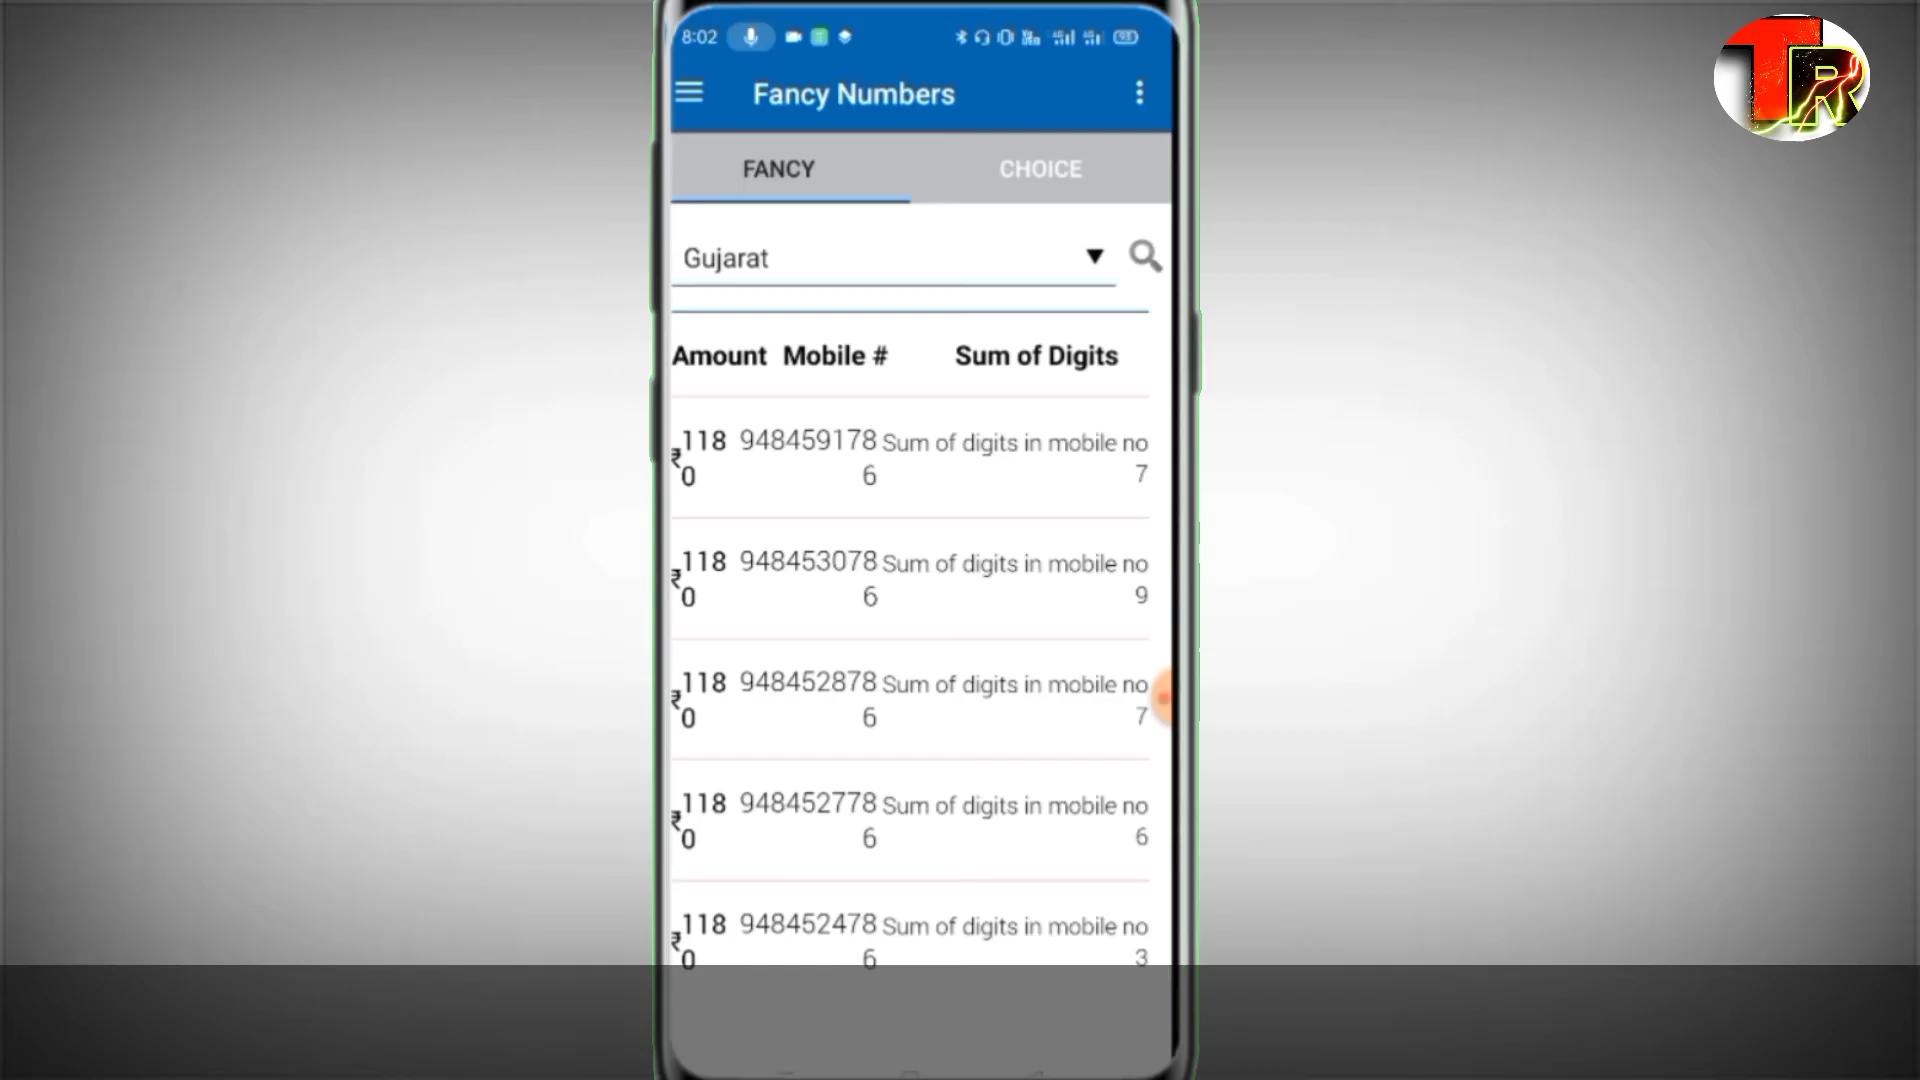 8:02
Fancy Numbers
FANCY CHOICE
Gujarat
Amount Mobile # Sum of Digits
₹118 948459178 Sum of digits in mobile no
0 6 7
₹118 948453078 Sum of digits in mobile no
0 6 9
₹118 948452878 Sum of digits in mobile no
0 6 7
₹118 948452778 Sum of digits in mobile no
0 6 6
₹118 948452478 Sum of digits in mobile no
0 6 3
TR